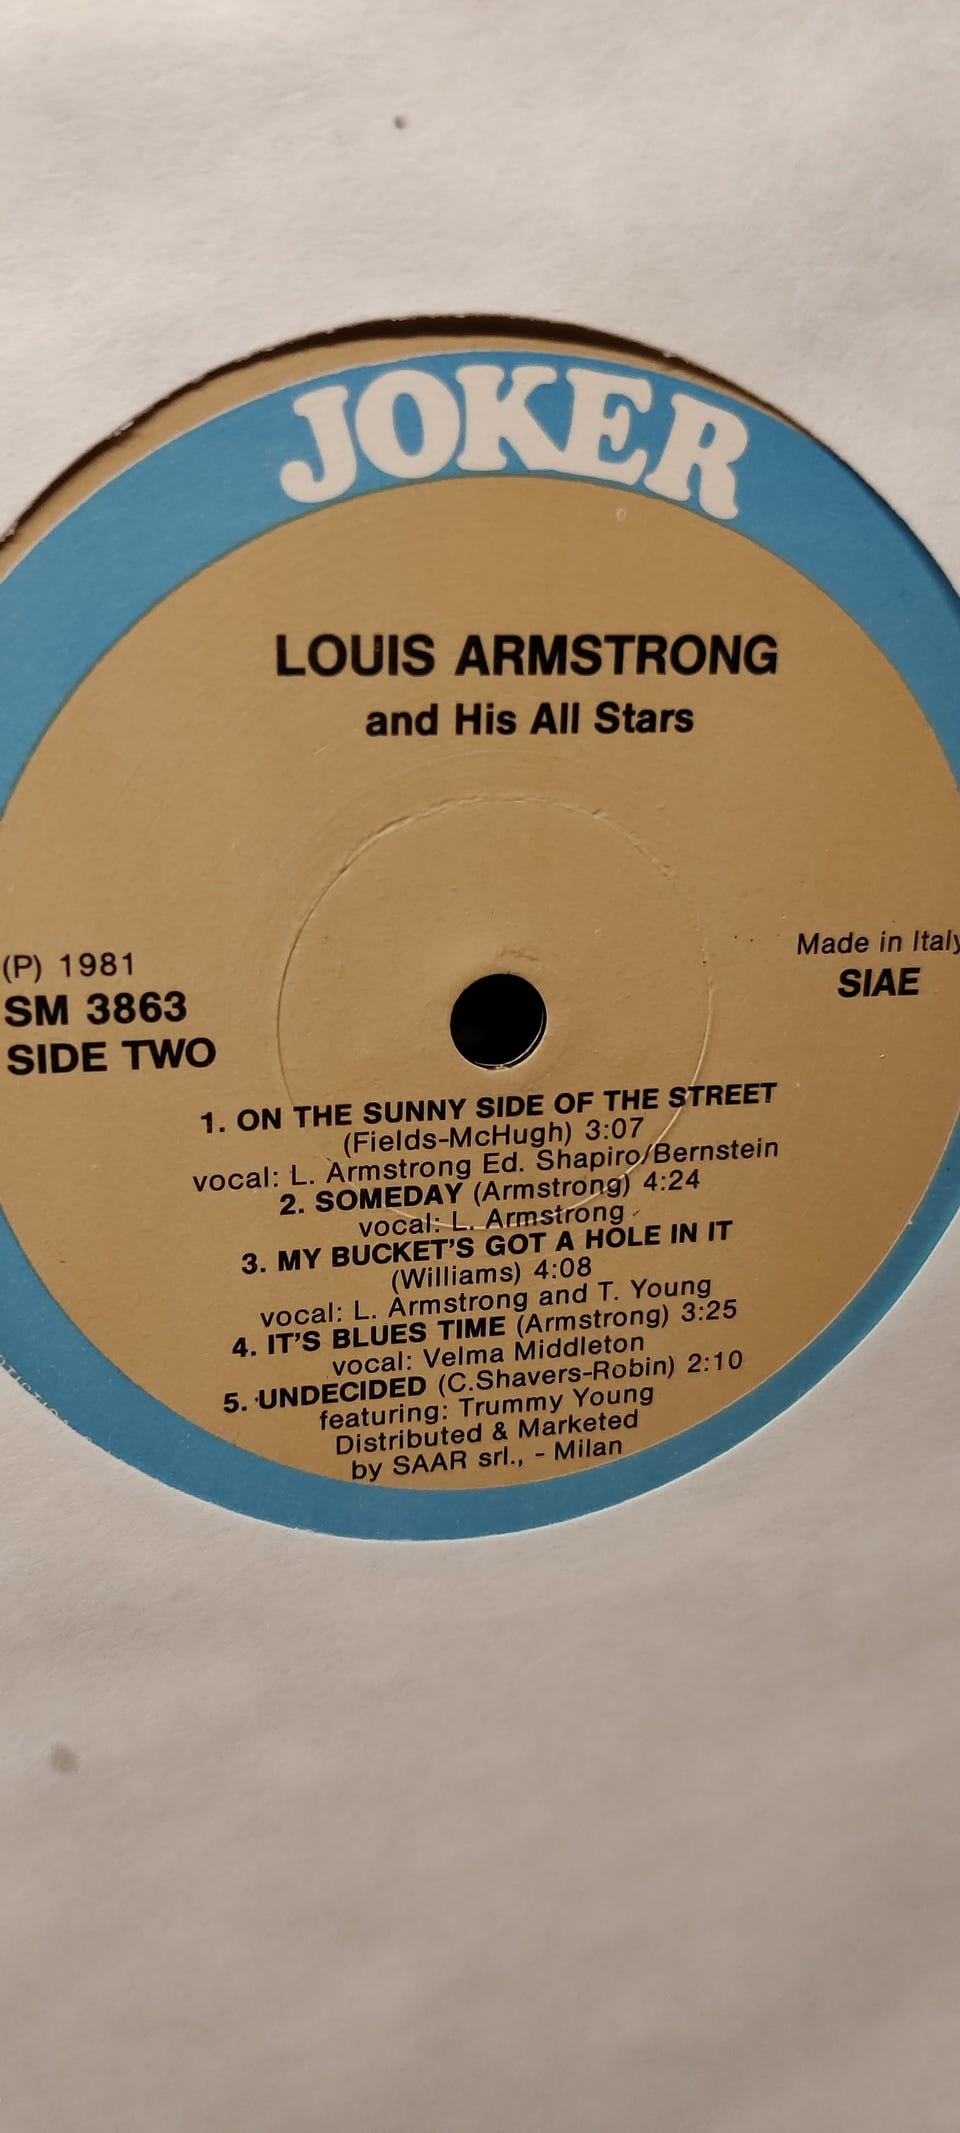 JOKER
LOUIS ARMSTRONG
and His All Stars
(P) 1981
SM 3863
SIDE TWO
Made in Italy
SIAE
1. ON THE SUNNY SIDE OF THE STREET
(Fields-McHugh) 3:07
vocal: L. Armstrong Ed. Shapiro/Bernstein
2. SOMEDAY (Armstrong) 4:24
vocal: L. Armstrong
3. MY BUCKET'S GOT A HOLE IN IT
(Williams) 4:08
vocal: L. Armstrong and T. Young
4. IT'S BLUES TIME (Armstrong) 3:25
vocal: Velma Middleton
5. UNDECIDED (C.Shavers-Robin) 2:10
featuring: Trummy Young
Distributed & Marketed
by SAAR srl., - Milan